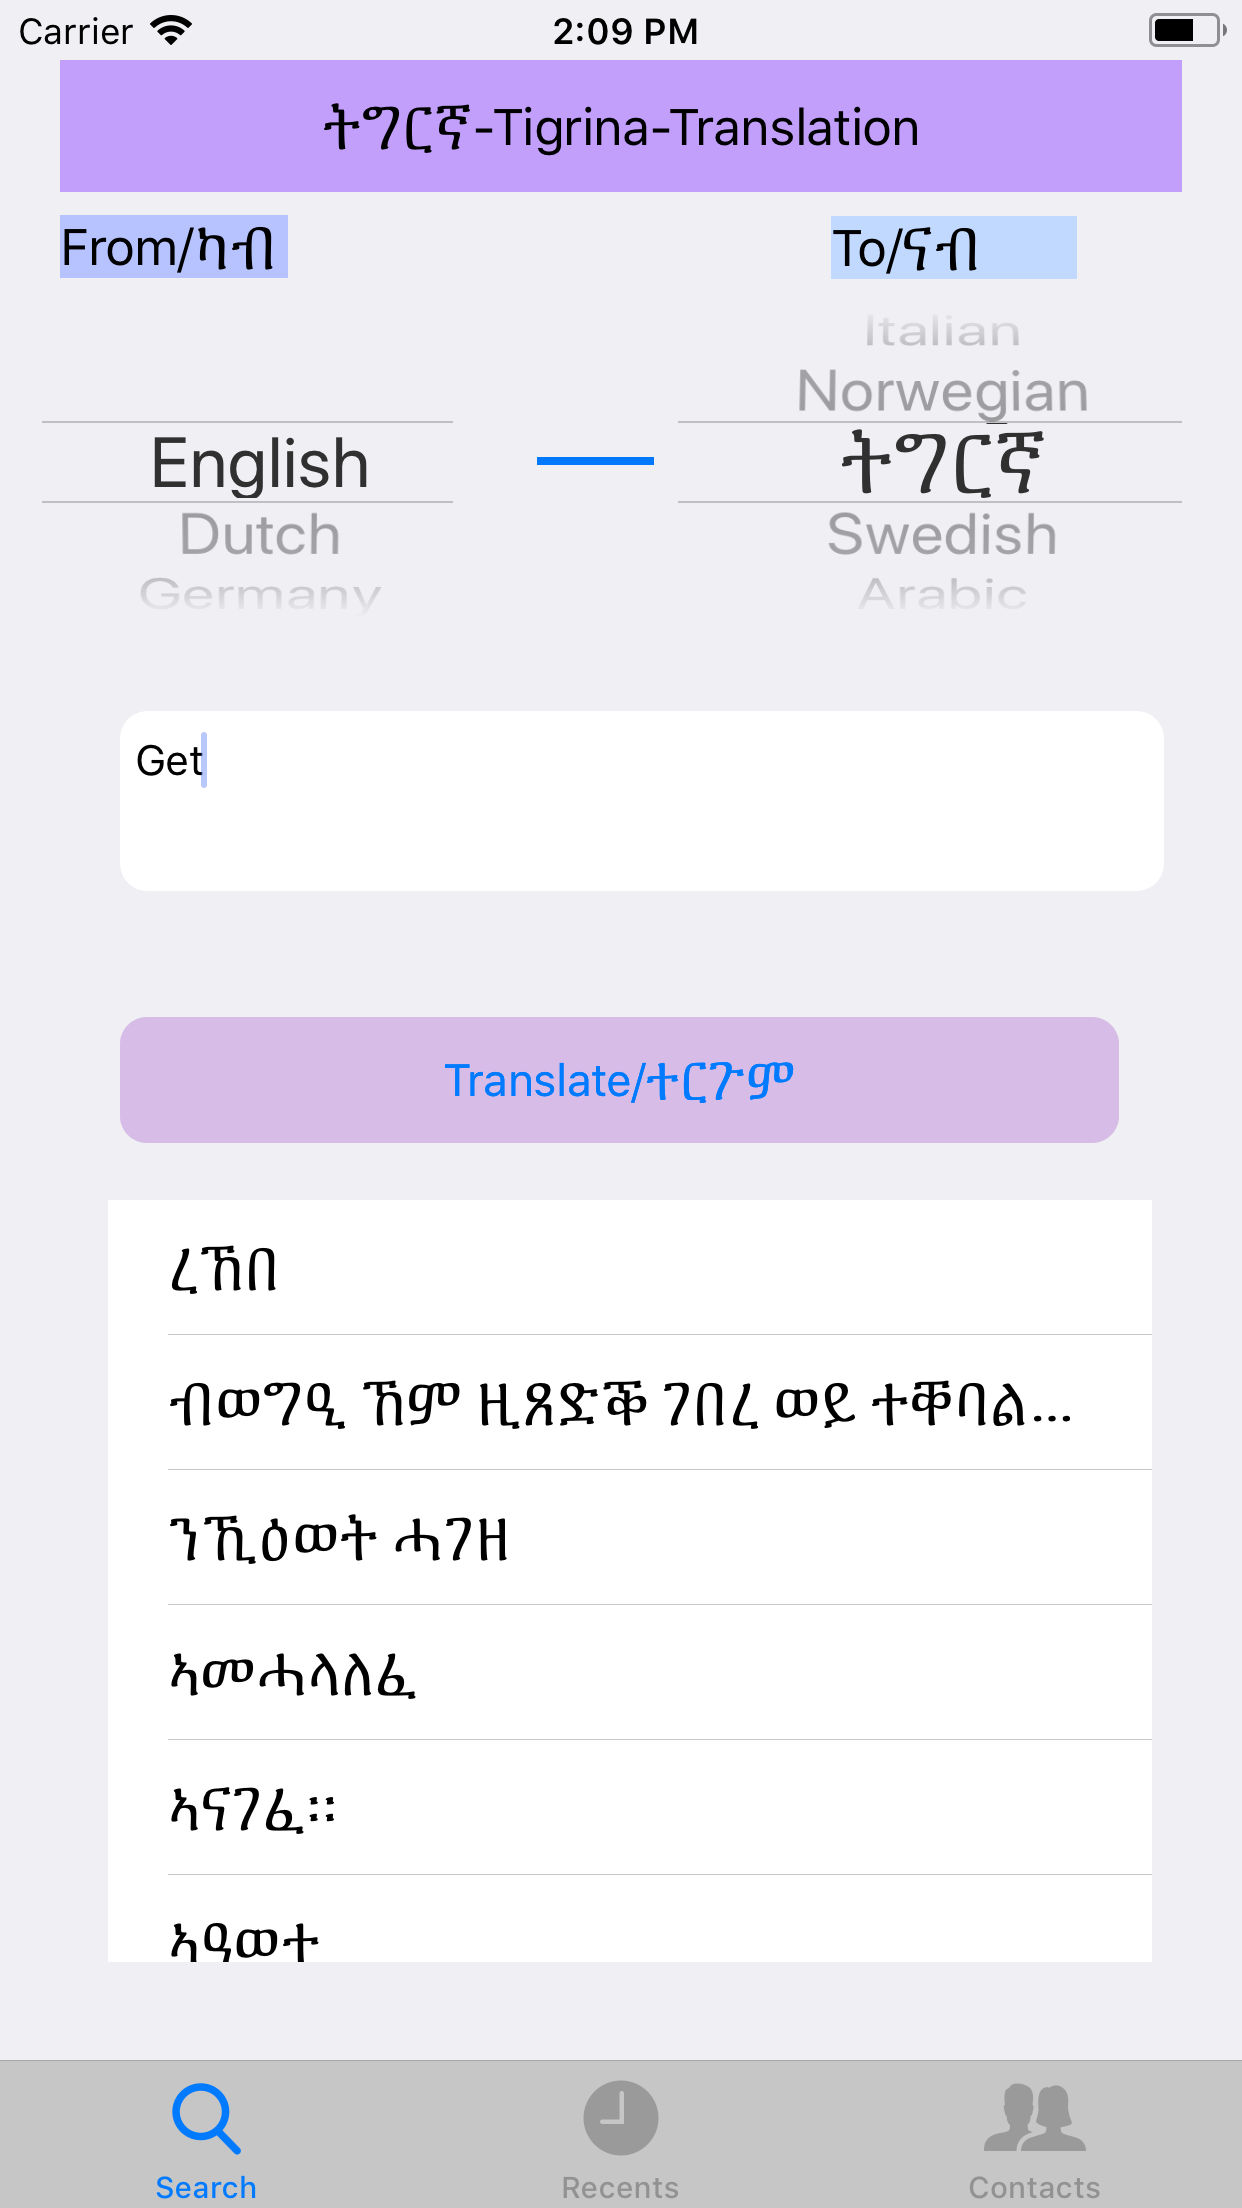 Carrier 2:09 PM
ትግርኛ-Tigrina-Translation
From/ካብ To/ናብ
Italian
Norwegian
English ትግርኛ
Dutch Swedish
Germany Arabic
Get
Translate/ተርጉም
ረኸበ
ብወግዒ ኸም ዚጸድቕ ገበረ ወይ ተቐባል...
ንኺዕወት ሓገዘ
ኣመሓላለፈ
ኣናገፈ፡፡
ኣዓወተ
Search Recents Contacts